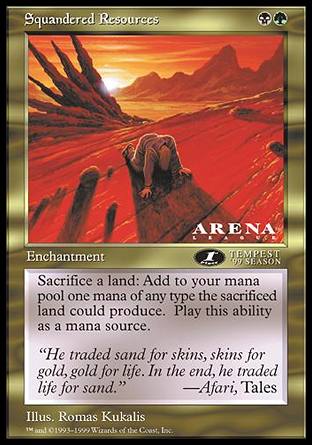 Squandered Resources
ARENA
LEAGUE
Enchantment
1
TEMPEST
'99 SEASON
Sacrifice a land: Add to your mana
pool one mana of any type the sacrificed
land could produce. Play this ability
as a mana source.
"He traded sand for skins, skins for
gold, gold for life. In the end, he traded
life for sand." —Afari, Tales
Illus. Romas Kukalis
™ and ©1993-1999 Wizards of the Coast, Inc.